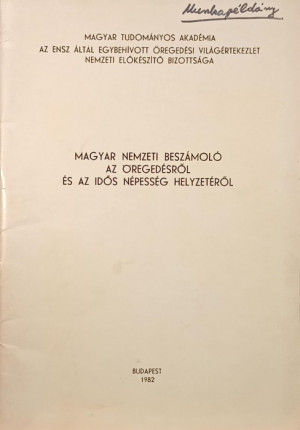 Munkapéldány
MAGYAR TUDOMÁNYOS AKADÉMIA
AZ ENSZ ÁLTAL EGYBEHÍVOTT ÖREGEDÉSI VILÁGÉRTEKEZLET
NEMZETI ELŐKÉSZÍTŐ BIZOTTSÁGA
MAGYAR NEMZETI BESZÁMOLÓ
AZ ÖREGEDÉSRŐL
ÉS AZ IDŐS NÉPESSÉG HELYZETÉRŐL
BUDAPEST
1982